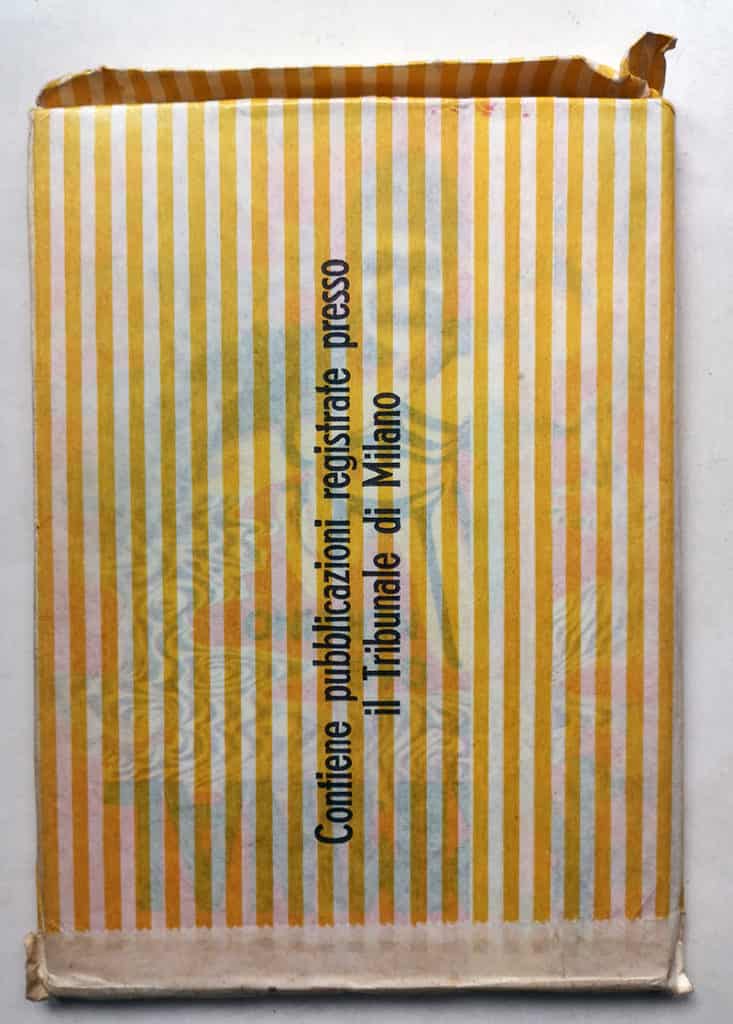 Contiene pubblicazioni registrate presso
il Tribunale di Milano